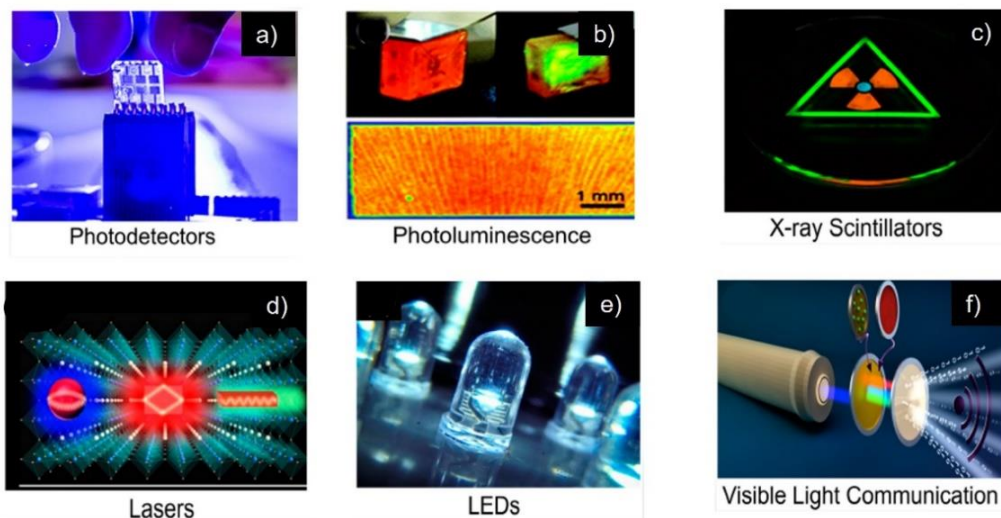 a)
Photodetectors
b)
1 mm
Photoluminescence
c)
X-ray Scintillators
d)
Lasers
e)
LEDs
f)
Visible Light Communication